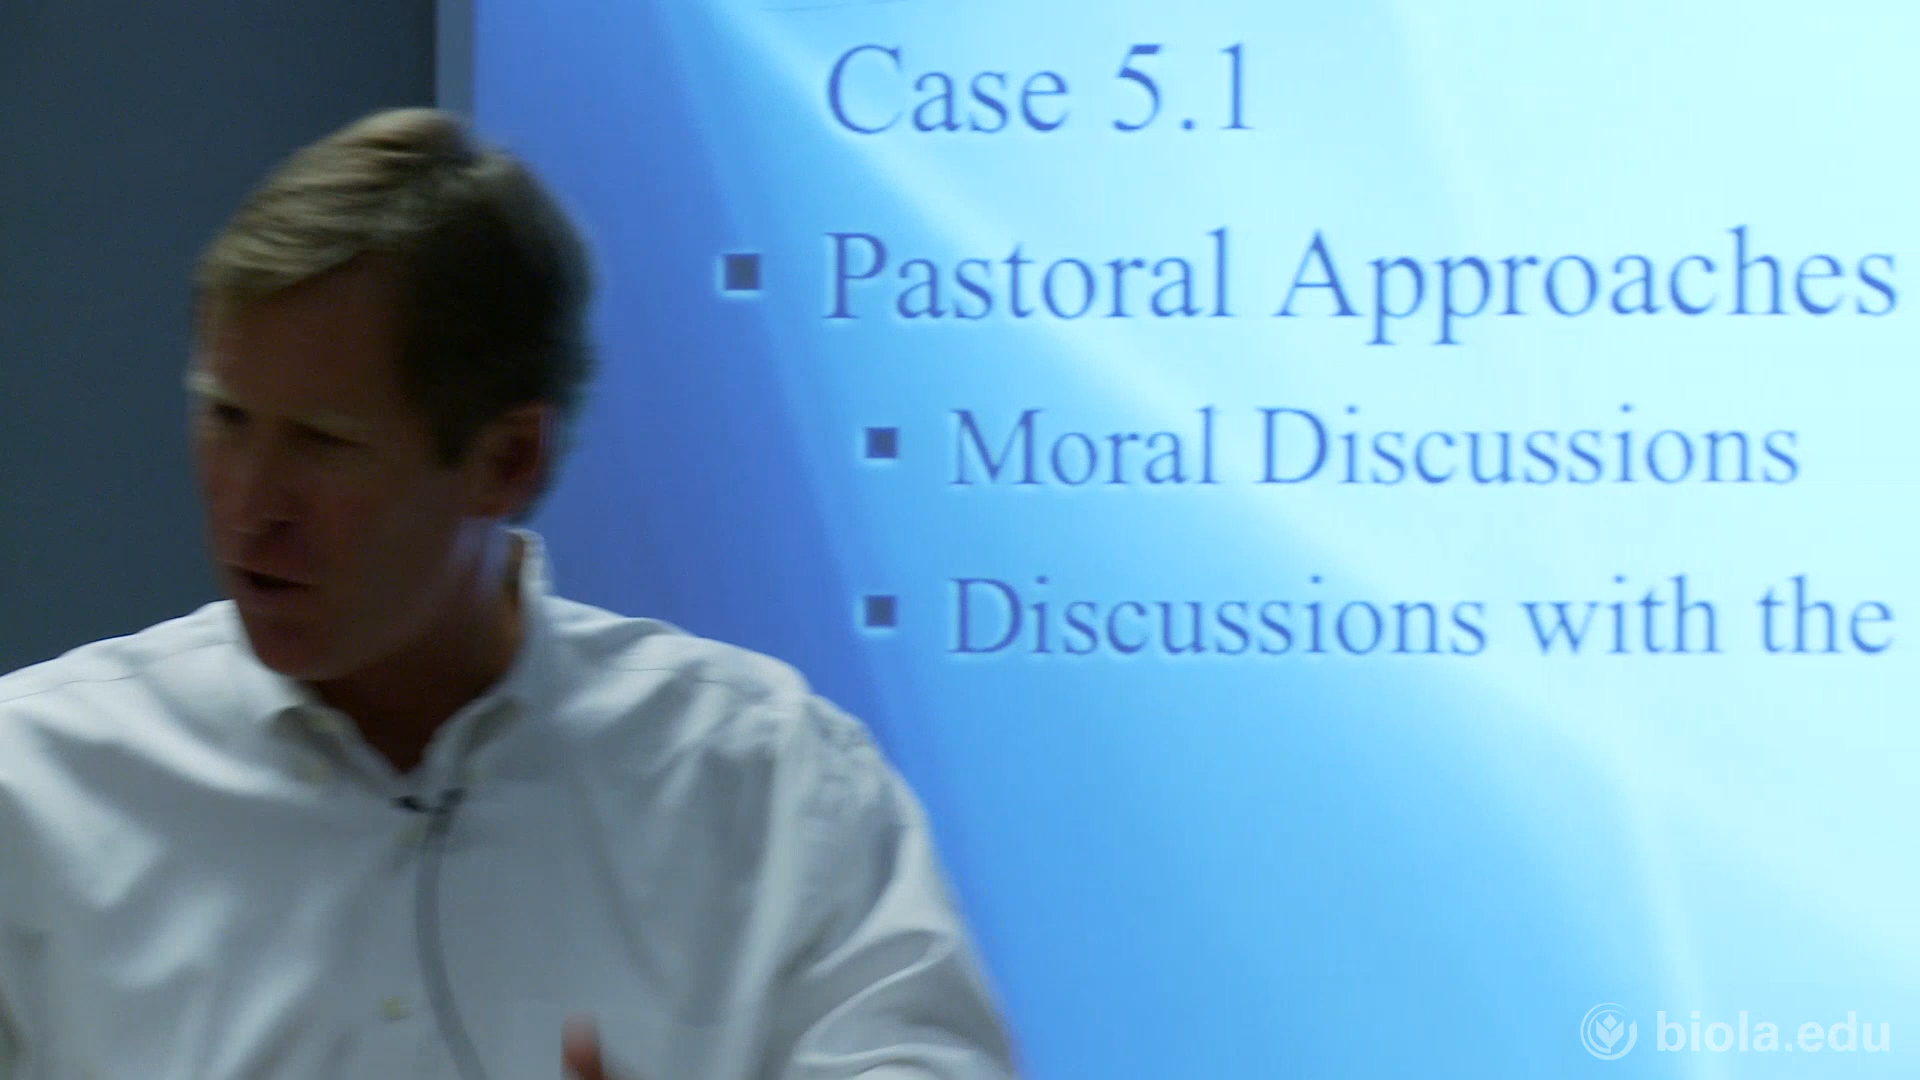 Case 5.1
▪ Pastoral Approaches
▪ Moral Discussions
▪ Discussions with the
biola.edu